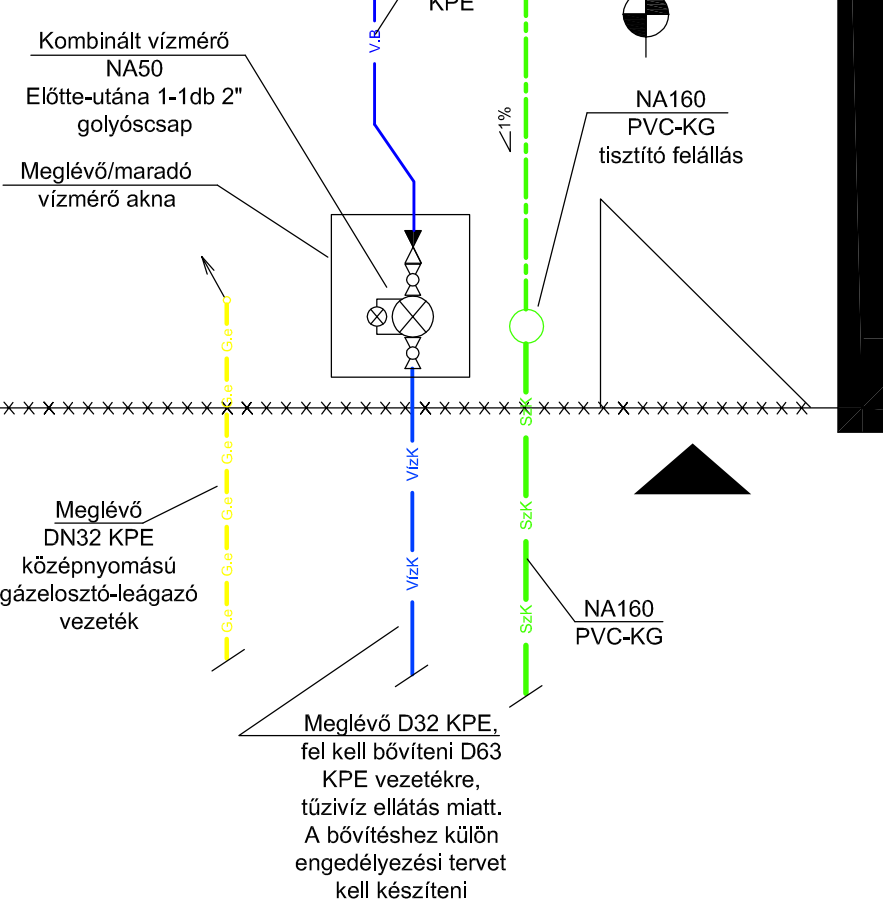 KPE
V.B
Kombinált vízmérő
NA50
Előtte-utána 1-1db 2"
golyóscsap
Meglévő/maradó
vízmérő akna
1%
NA160
PVC-KG
tisztító felállás
G.e
G.e
G.e
G.e
G.e
G.e
VízK
VízK
SzK
SzK
SzK
Meglévő
DN32 KPE
középnyomású
gázelosztó-leágazó
vezeték
NA160
PVC-KG
Meglévő D32 KPE,
fel kell bővíteni D63
KPE vezetékre,
tűzivíz ellátás miatt.
A bővítéshez külön
engedélyezési tervet
kell készíteni